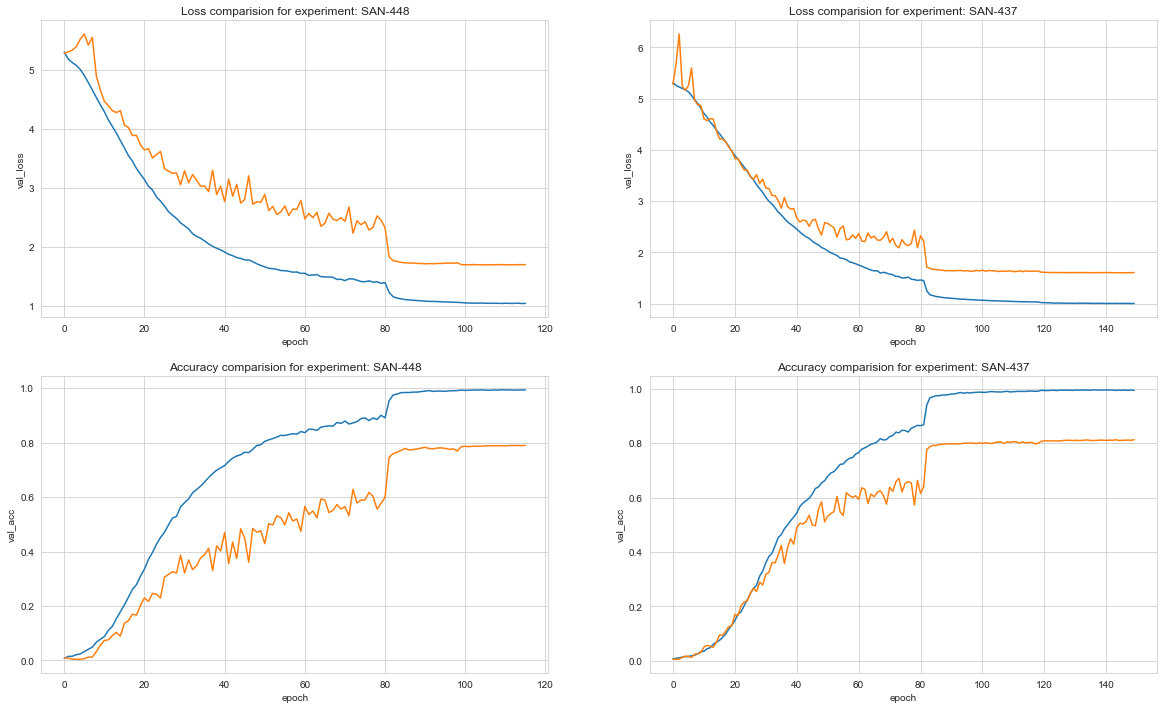 Loss comparision for experiment: SAN-448
val_loss
5
4
3
2
1
0 20 40 60 80 100 120
epoch
Loss comparision for experiment: SAN-437
val_loss
6
5
4
3
2
1
0 20 40 60 80 100 120 140
epoch
Accuracy comparision for experiment: SAN-448
val_acc
1.0
0.8
0.6
0.4
0.2
0.0
0 20 40 60 80 100 120
epoch
Accuracy comparision for experiment: SAN-437
val_acc
1.0
0.8
0.6
0.4
0.2
0.0
0 20 40 60 80 100 120 140
epoch